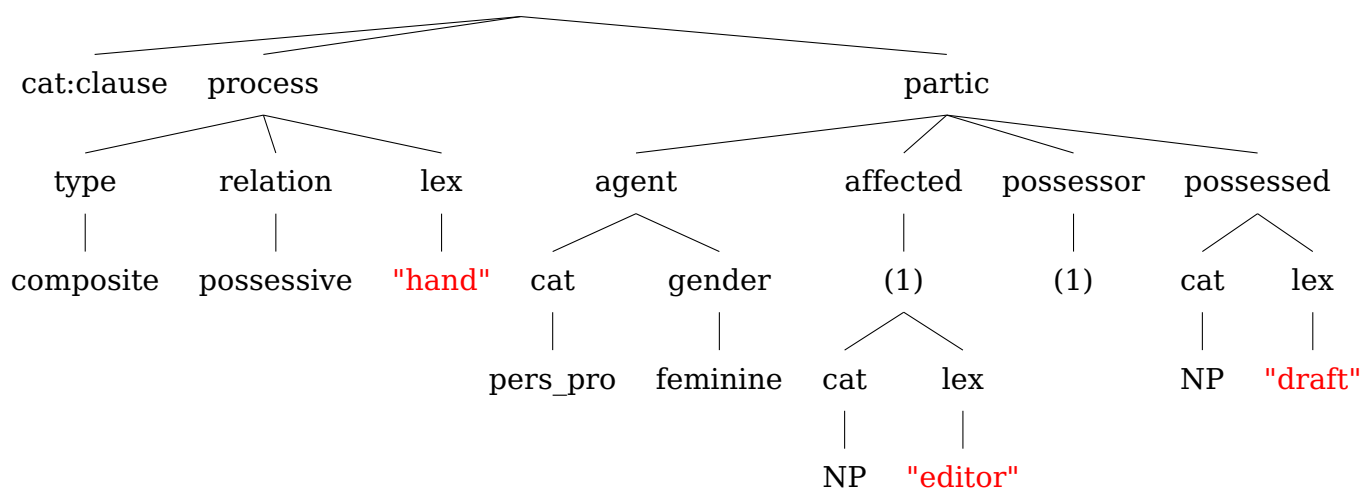 cat:clause process partic
type relation lex agent affected possessor possessed
composite possessive "hand" cat gender (1) (1) cat lex
pers_pro feminine cat lex NP "draft"
NP "editor"